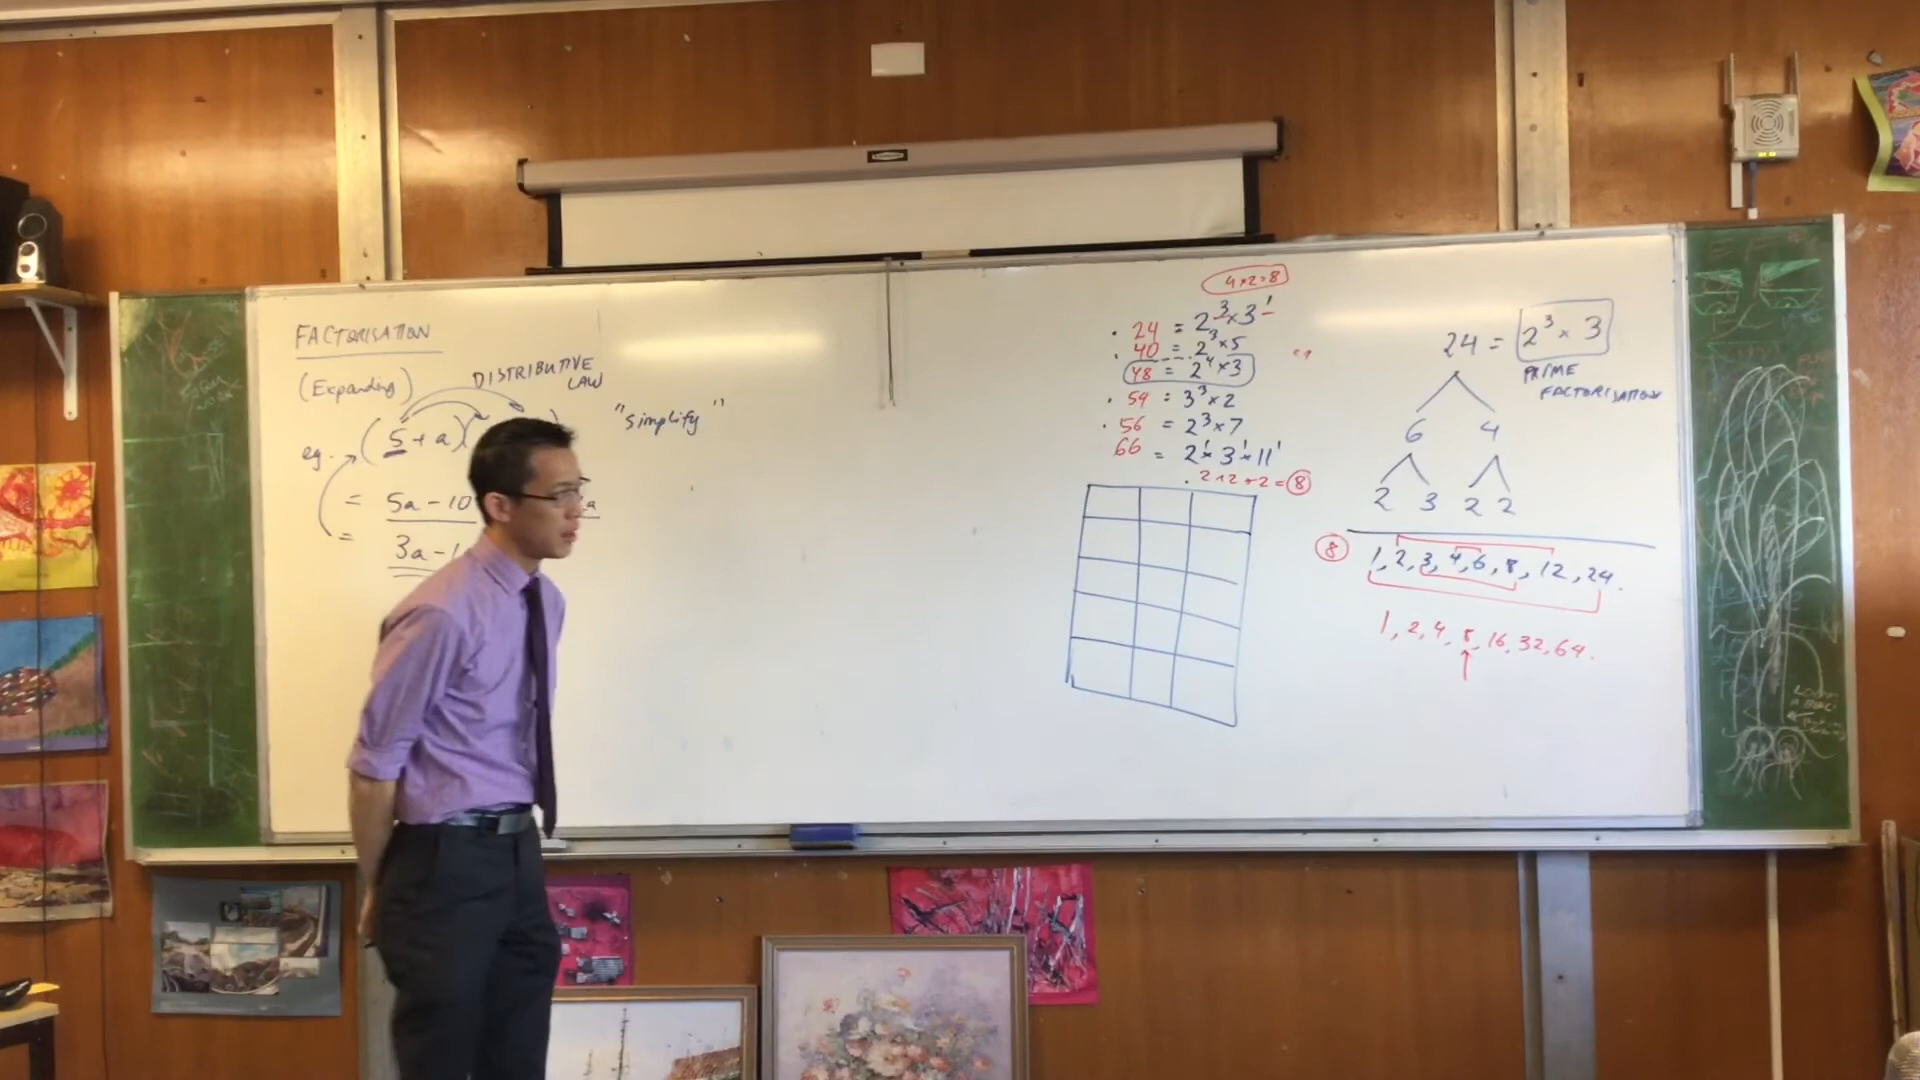 FACTORISATION
(Expanding)
DISTRIBUTIVE
LAW
"simplify"
eg. (5 + a)(
= 5a - 10
= 3a - 1
4×2=8
24 = 2³×3¹
40 = 2³×5
48 = 2⁴×3
54 = 3³×2
56 = 2³×7
66 = 2¹×3¹×11¹
2×2×2=8
24 = 2³ × 3
PRIME
FACTORISATION
6 4
2 3 2 2
8 1, 2, 3, 4, 6, 8, 12, 24.
1, 2, 4, 8, 16, 32, 64.